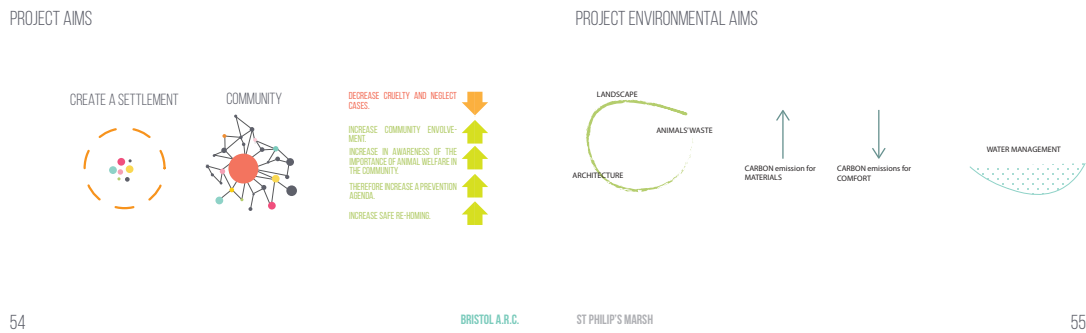 PROJECT AIMS
CREATE A SETTLEMENT
COMMUNITY
DECREASE CRUELTY AND NEGLECT
CASES.
INCREASE COMMUNITY ENVOLVE-
MENT.
INCREASE IN AWARENESS OF THE
IMPORTANCE OF ANIMAL WELFARE IN
THE COMMUNITY.
THEREFORE INCREASE A PREVENTION
AGENDA.
INCREASE SAFE RE-HOMING.
54
BRISTOL A.R.C.
PROJECT ENVIRONMENTAL AIMS
LANDSCAPE
ANIMALS' WASTE
ARCHITECTURE
CARBON emission for
MATERIALS
CARBON emissions for
COMFORT
WATER MANAGEMENT
ST PHILIP'S MARSH
55